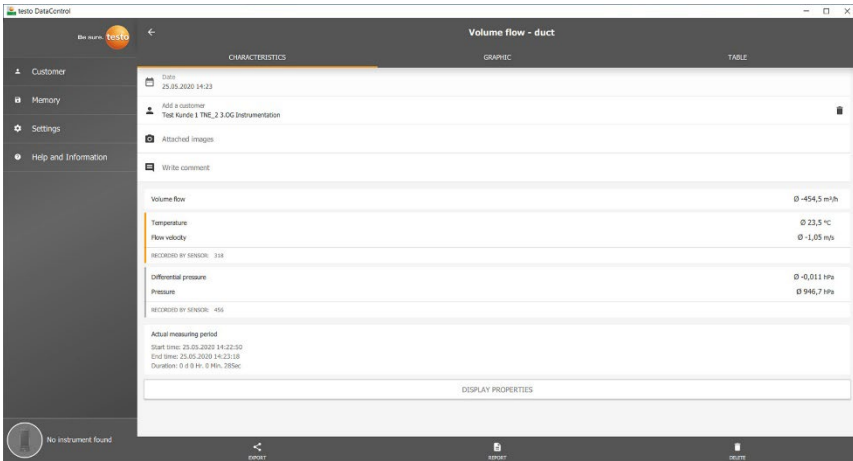 testo DataControl
Be sure. testo
Volume flow - duct
CHARACTERISTICS GRAPHIC TABLE
Customer
Memory
Settings
Help and Information
Date
25.05.2020 14:23
Add a customer
Test Kunde 1 TNE_2 3.OG Instrumentation
Attached images
Write comment
Volume flow Ø -454,5 m³/h
Temperature Ø 23,5 °C
Flow velocity Ø -1,05 m/s
RECORDED BY SENSOR: 318
Differential pressure Ø -0,011 hPa
Pressure Ø 946,7 hPa
RECORDED BY SENSOR: 456
Actual measuring period
Start time: 25.05.2020 14:22:50
End time: 25.05.2020 14:23:18
Duration: 0 d 0 Hr. 0 Min. 28Sec
DISPLAY PROPERTIES
No instrument found
EXPORT REPORT DELETE